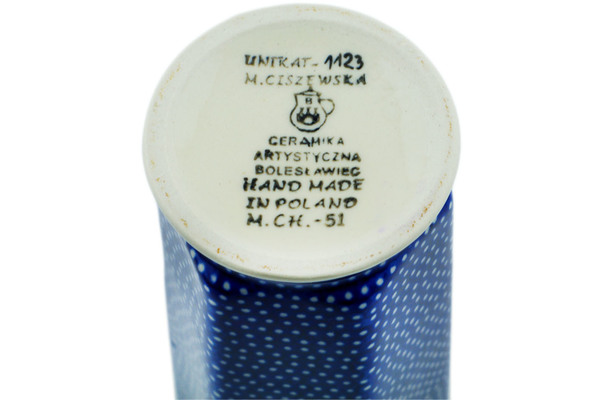 UNIKAT-1123
M.CISZEWSKA
B
CERAMIKA
ARTYSTYCZNA
BOLESŁAWIEC
HAND MADE
IN POLAND
M.CH.-51